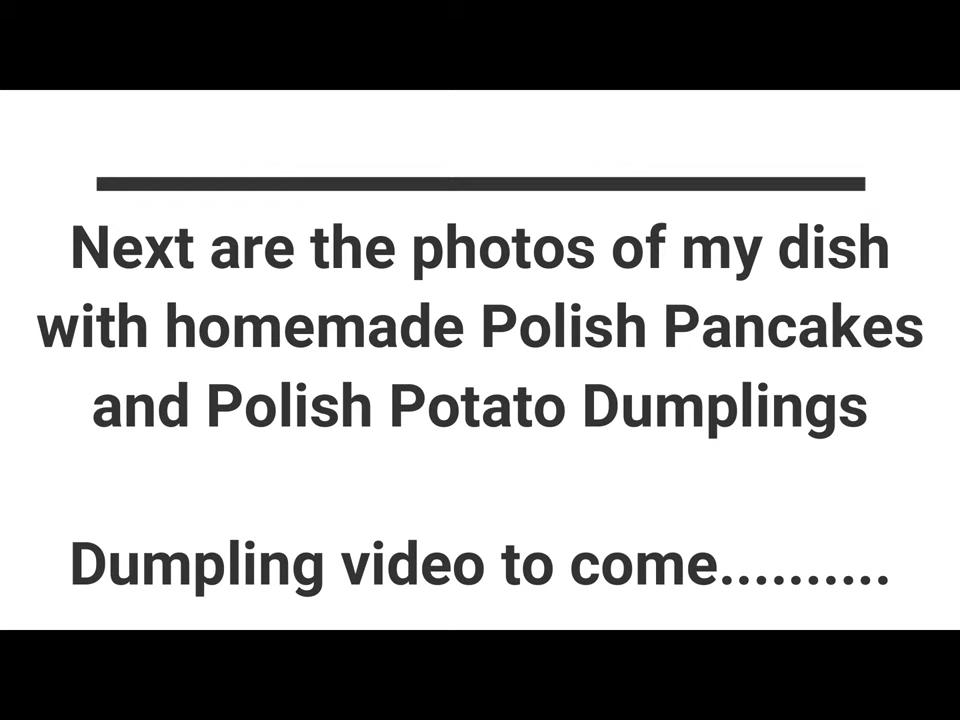 Next are the photos of my dish
with homemade Polish Pancakes
and Polish Potato Dumplings
Dumpling video to come..........